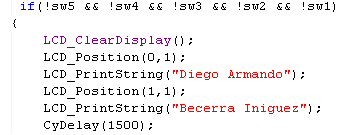 if(!sw5 && !sw4 && !sw3 && !sw2 && !sw1)
{
LCD_ClearDisplay();
LCD_Position(0,1);
LCD_PrintString("Diego Armando");
LCD_Position(1,1);
LCD_PrintString("Becerra Iniguez");
CyDelay(1500);